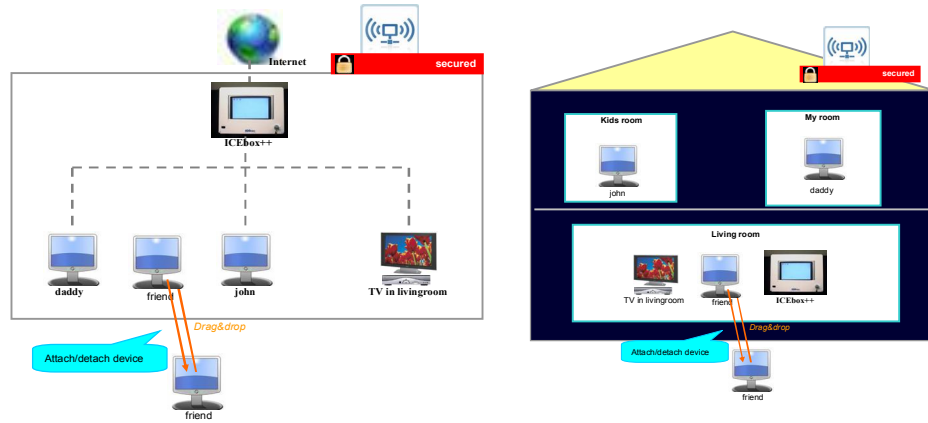 Internet
secured
ICEbox++
daddy
friend
john
TV in livingroom
Drag&drop
Attach/detach device
friend
secured
Kids room
john
My room
daddy
Living room
TV in livingroom
friend
ICEbox++
Drag&drop
Attach/detach device
friend